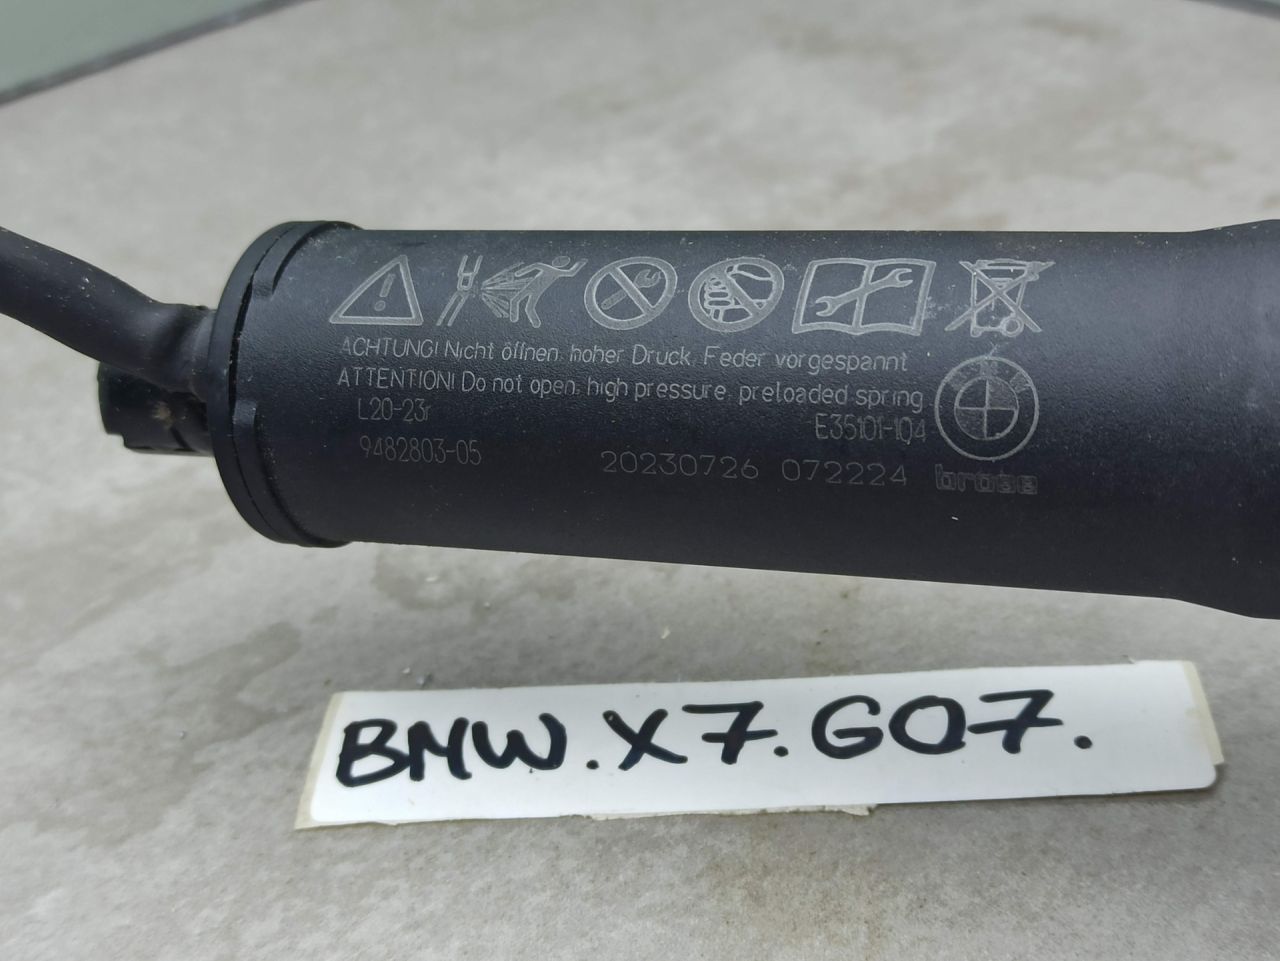 ACHTUNG! Nicht öffnen, hoher Druck, Feder vorgespannt
ATTENTION! Do not open, high pressure, preloaded spring
L20-23r
E35101-104
BMW
9482803-05
20230726 072224
brose
BMW.X7.G07.